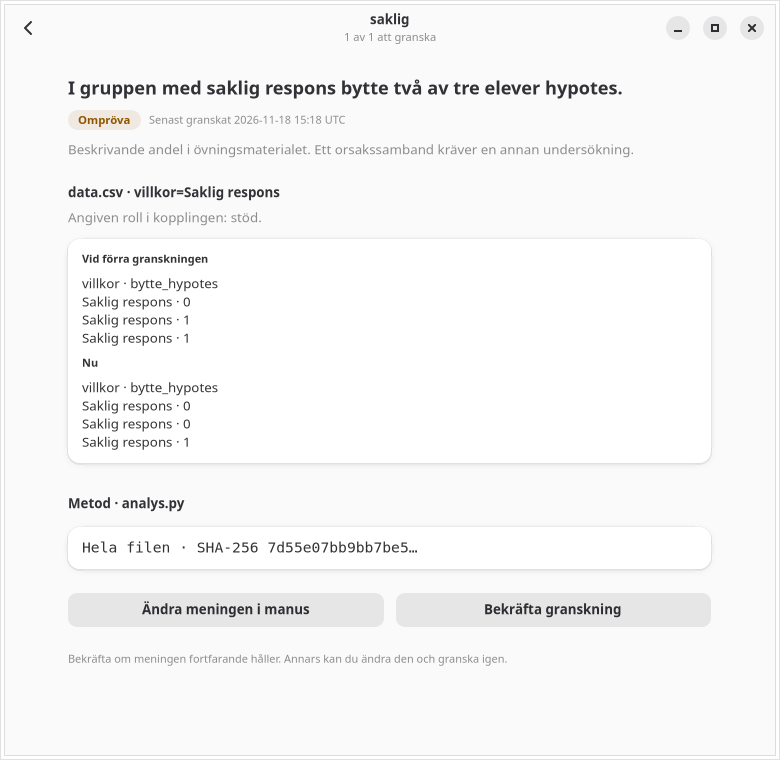 saklig
1 av 1 att granska
I gruppen med saklig respons bytte två av tre elever hypotes.
Ompröva Senast granskat 2026-11-18 15:18 UTC
Beskrivande andel i övningsmaterialet. Ett orsakssamband kräver en annan undersökning.
data.csv · villkor=Saklig respons
Angiven roll i kopplingen: stöd.
Vid förra granskningen
villkor · bytte_hypotes
Saklig respons · 0
Saklig respons · 1
Saklig respons · 1
Nu
villkor · bytte_hypotes
Saklig respons · 0
Saklig respons · 0
Saklig respons · 1
Metod · analys.py
Hela filen · SHA-256 7d55e07bb9bb7be5…
Ändra meningen i manus
Bekräfta granskning
Bekräfta om meningen fortfarande håller. Annars kan du ändra den och granska igen.